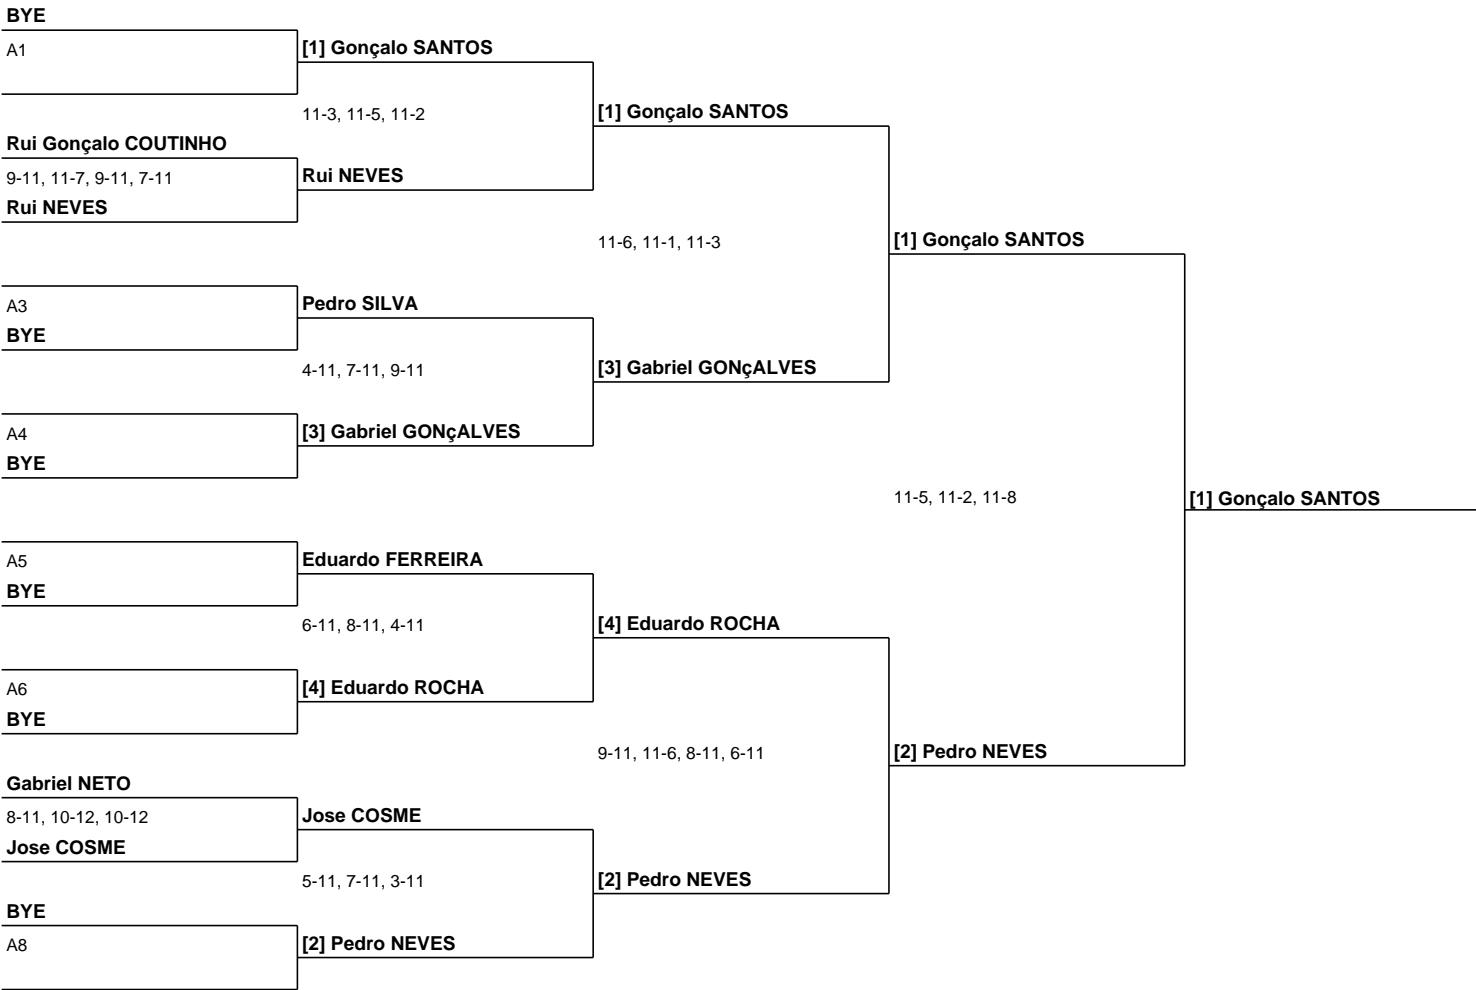 BYE
A1
[1] Gonçalo SANTOS
11-3, 11-5, 11-2
[1] Gonçalo SANTOS
Rui Gonçalo COUTINHO
9-11, 11-7, 9-11, 7-11
Rui NEVES
Rui NEVES
11-6, 11-1, 11-3
[1] Gonçalo SANTOS
A3
BYE
Pedro SILVA
4-11, 7-11, 9-11
[3] Gabriel GONçALVES
A4
BYE
[3] Gabriel GONçALVES
11-5, 11-2, 11-8
[1] Gonçalo SANTOS
A5
BYE
Eduardo FERREIRA
6-11, 8-11, 4-11
[4] Eduardo ROCHA
A6
BYE
[4] Eduardo ROCHA
9-11, 11-6, 8-11, 6-11
[2] Pedro NEVES
Gabriel NETO
8-11, 10-12, 10-12
Jose COSME
Jose COSME
5-11, 7-11, 3-11
[2] Pedro NEVES
BYE
A8
[2] Pedro NEVES